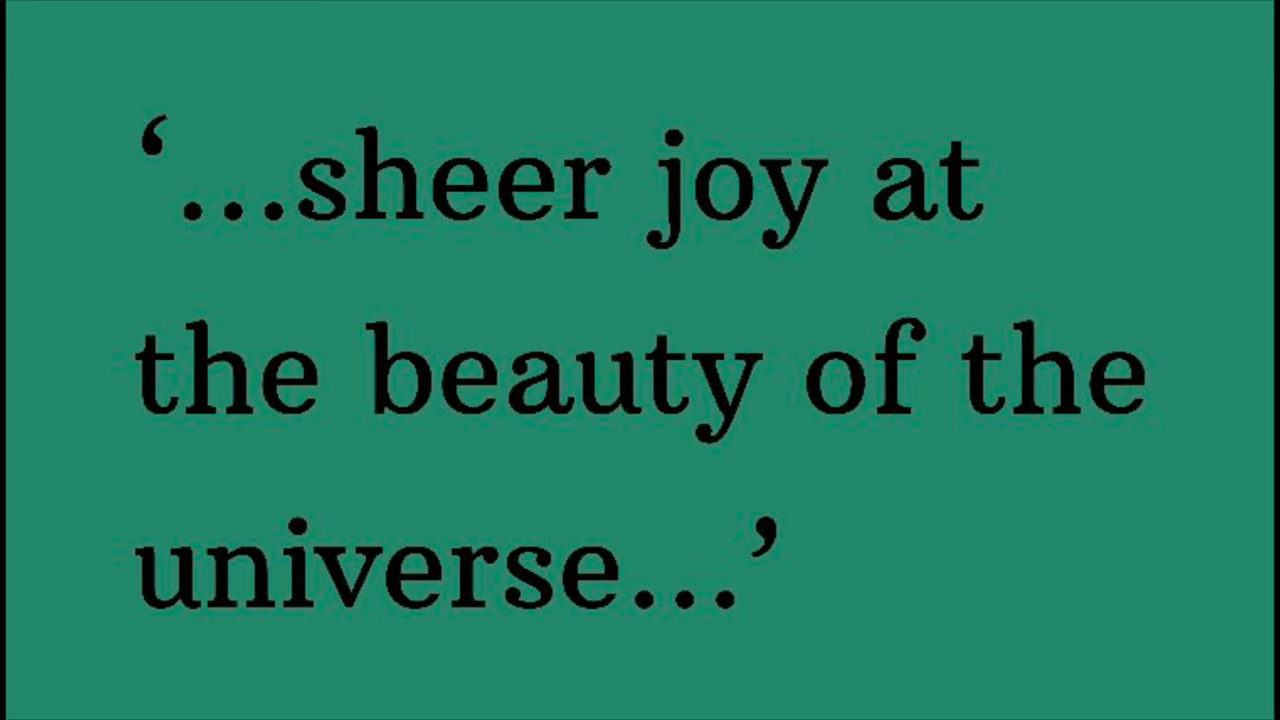 ‘...sheer joy at
the beauty of the
universe...’